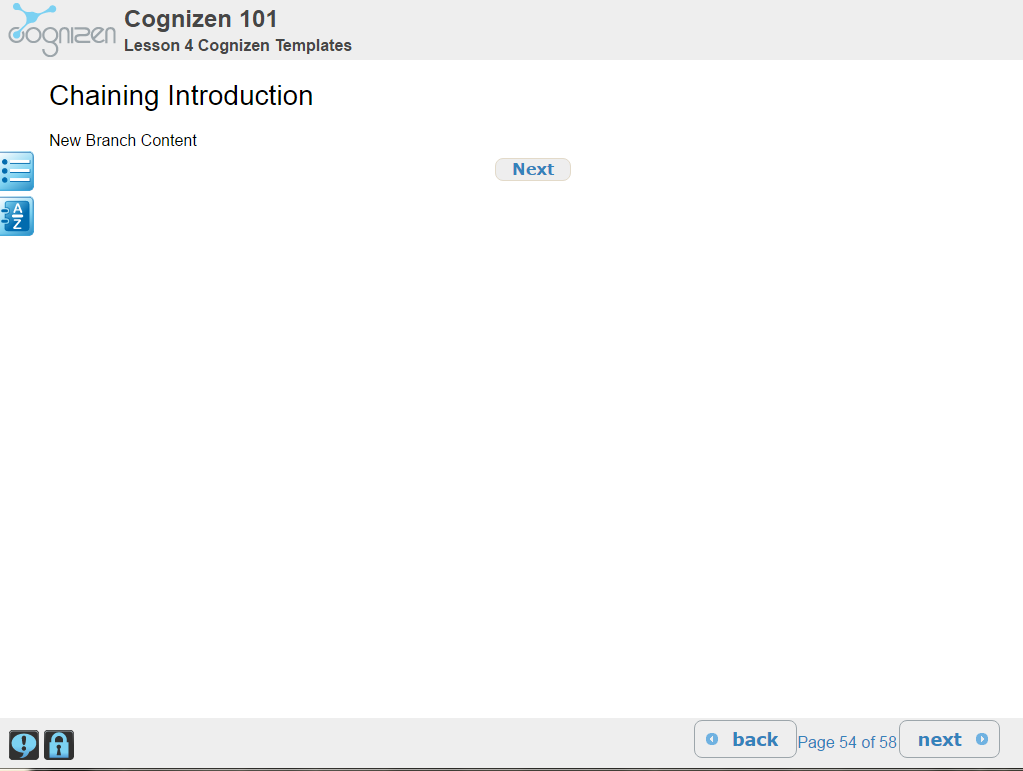 cognizen
Cognizen 101
Lesson 4 Cognizen Templates
Chaining Introduction
New Branch Content
Next
A
Z
back
Page 54 of 58
next